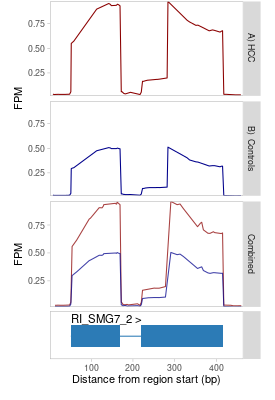 0.75
0.50
0.25
A) HCC
FPM
0.75
0.50
0.25
B) Controls
0.75
0.50
0.25
FPM
Combined
RI_SMG7_2 >
100 200 300 400
Distance from region start (bp)